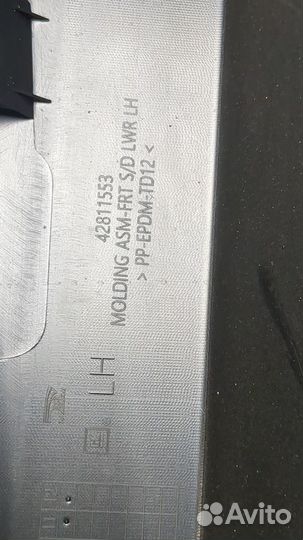 42811553
MOLDING ASM-FRT S/D LWR LH
> PP-EPDM-TD12 <
LH
Avito